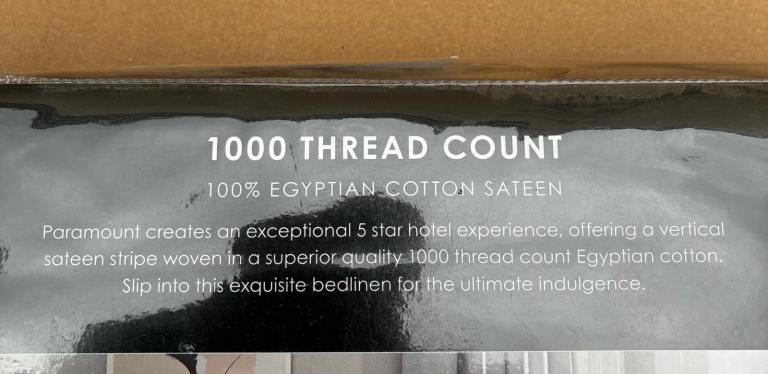 1000 THREAD COUNT
100% EGYPTIAN COTTON SATEEN
Paramount creates an exceptional 5 star hotel experience, offering a vertical
sateen stripe woven in a superior quality 1000 thread count Egyptian cotton.
Slip into this exquisite bedlinen for the ultimate indulgence.